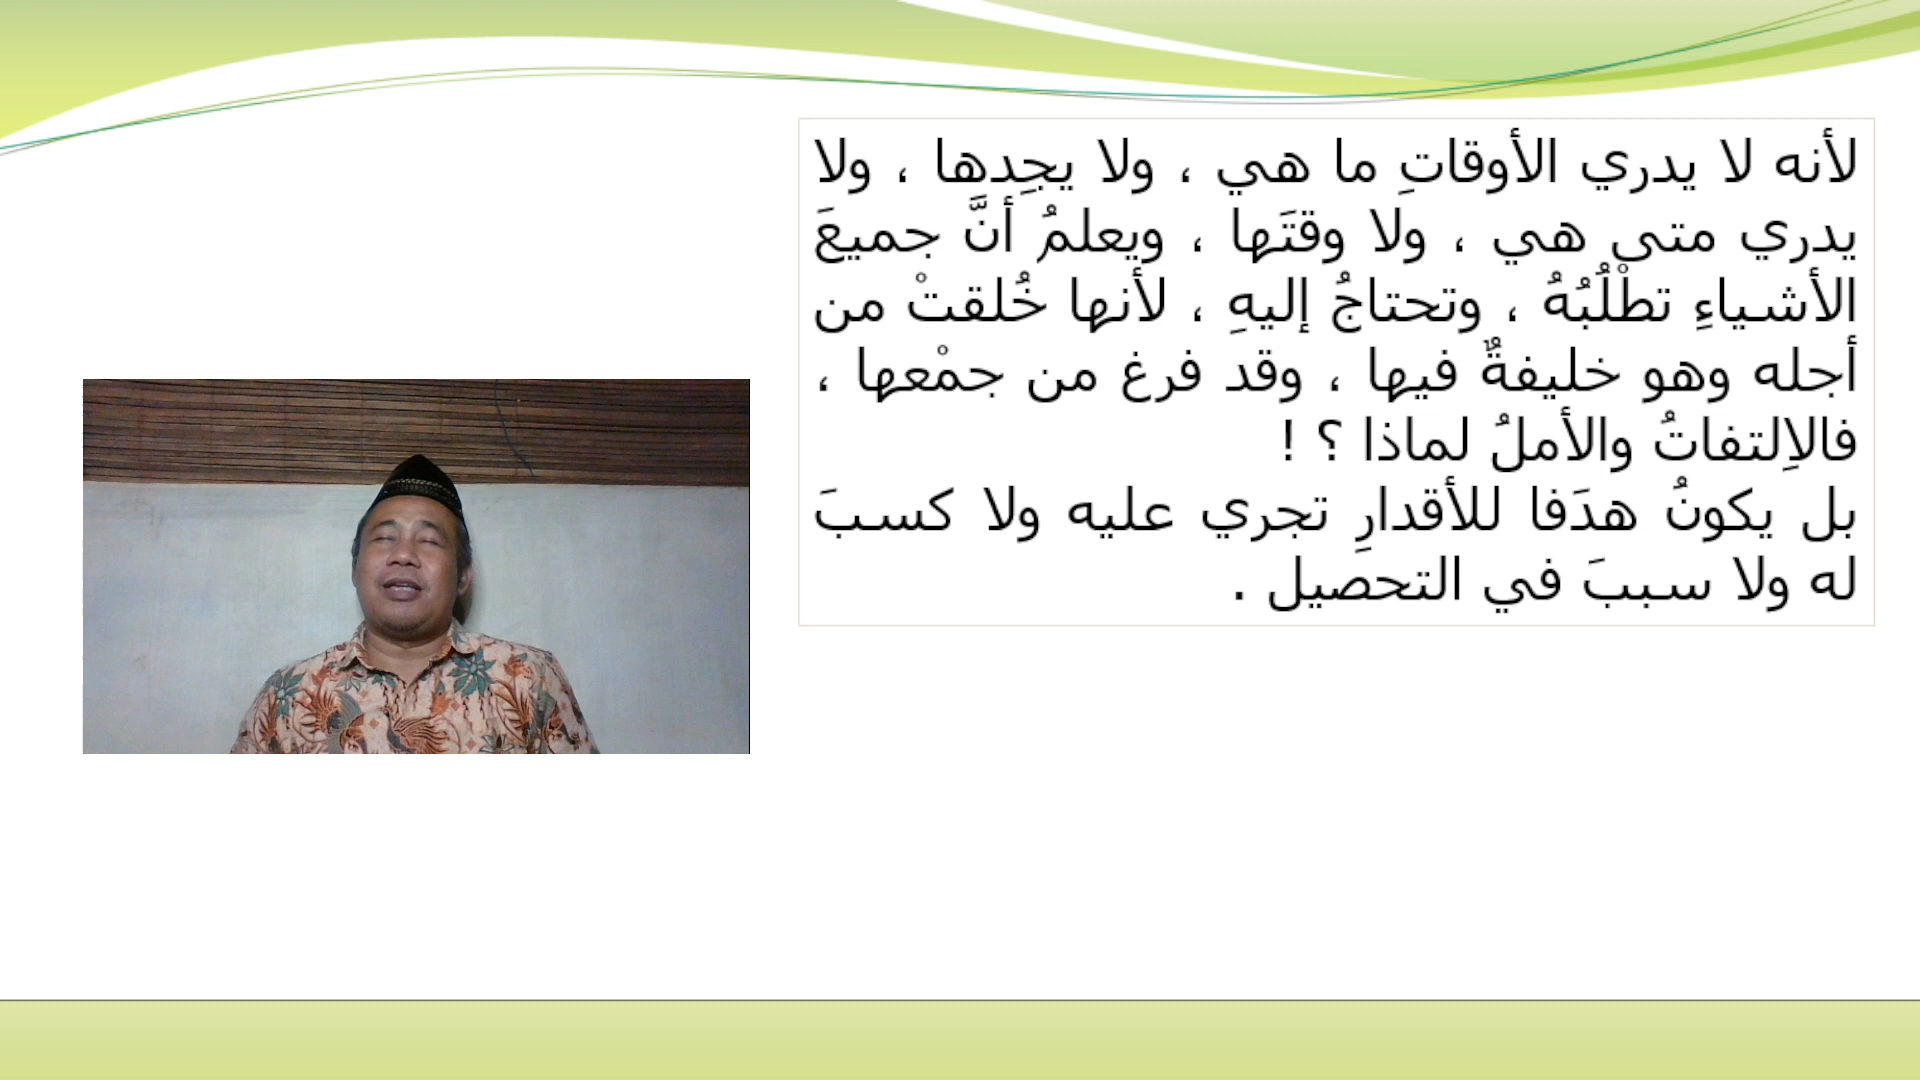 لأنه لا يدري الأوقاتِ ما هي ، ولا يجِدها ، ولا
يدري متى هي ، ولا وقتَها ، ويعلمُ أنَّ جميعَ
الأشياءِ تطْلُبُهُ ، وتحتاجُ إليهِ ، لأنها خُلقتْ من
أجله وهو خليفةٌ فيها ، وقد فرغ من جمْعها ،
فالاِلتفاتُ والأملُ لماذا ؟ !
بل يكونُ هدَفا للأقدارِ تجري عليه ولا كسبَ
له ولا سببَ في التحصيل .